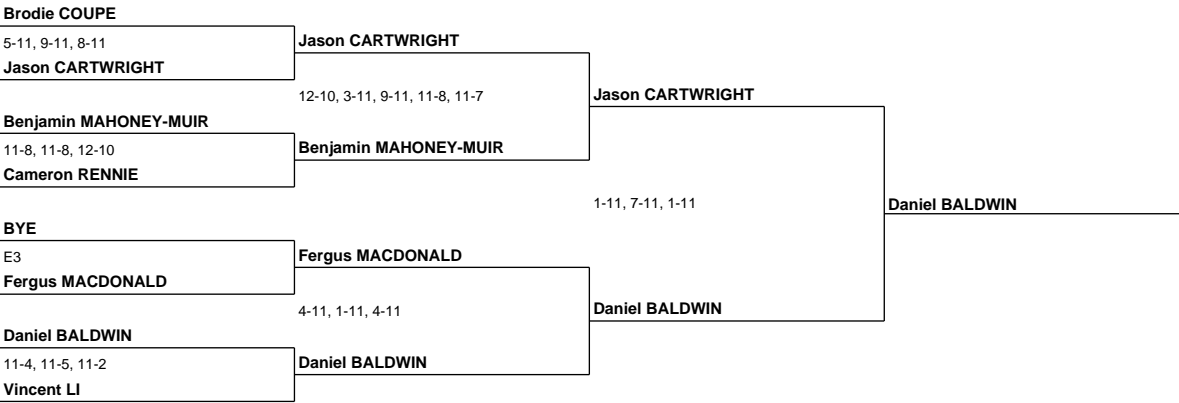 Brodie COUPE
5-11, 9-11, 8-11
Jason CARTWRIGHT
Benjamin MAHONEY-MUIR
11-8, 11-8, 12-10
Cameron RENNIE
BYE
E3
Fergus MACDONALD
Daniel BALDWIN
11-4, 11-5, 11-2
Vincent LI
Jason CARTWRIGHT
12-10, 3-11, 9-11, 11-8, 11-7
Benjamin MAHONEY-MUIR
Fergus MACDONALD
4-11, 1-11, 4-11
Daniel BALDWIN
Jason CARTWRIGHT
1-11, 7-11, 1-11
Daniel BALDWIN
Daniel BALDWIN